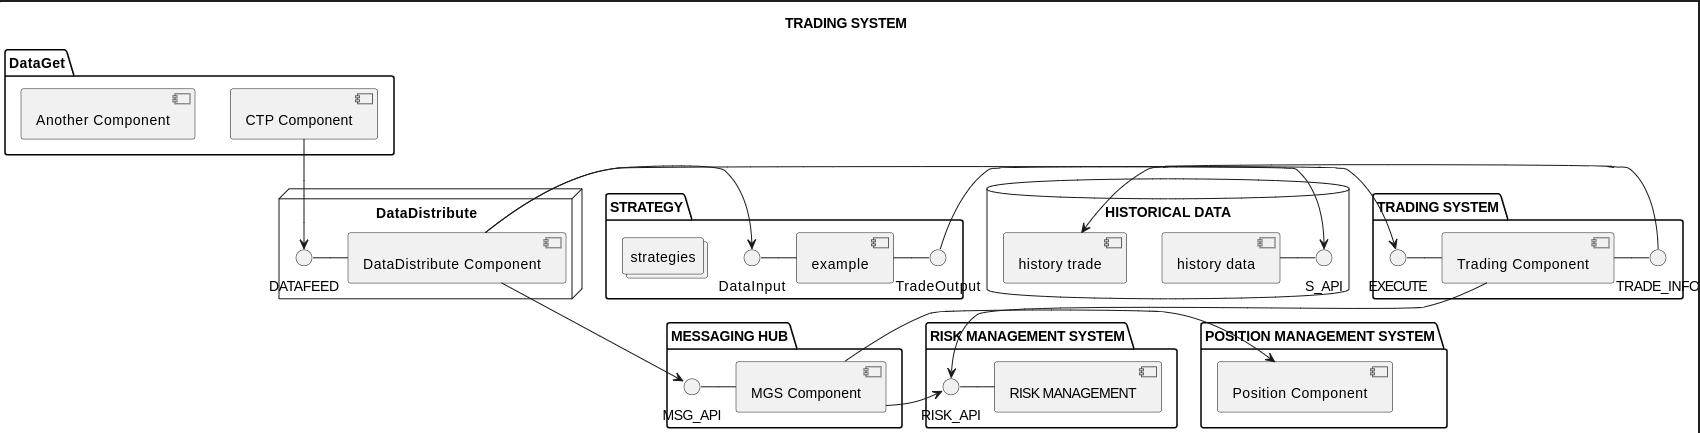 TRADING SYSTEM
DataGet
Another Component
CTP Component
DataDistribute
DATAFEED
DataDistribute Component
STRATEGY
strategies
DataInput
example
TradeOutput
HISTORICAL DATA
history trade
history data
S_API
TRADING SYSTEM
EXECUTE
Trading Component
TRADE_INFO
MESSAGING HUB
MSG_API
MGS Component
RISK MANAGEMENT SYSTEM
RISK_API
RISK MANAGEMENT
POSITION MANAGEMENT SYSTEM
Position Component